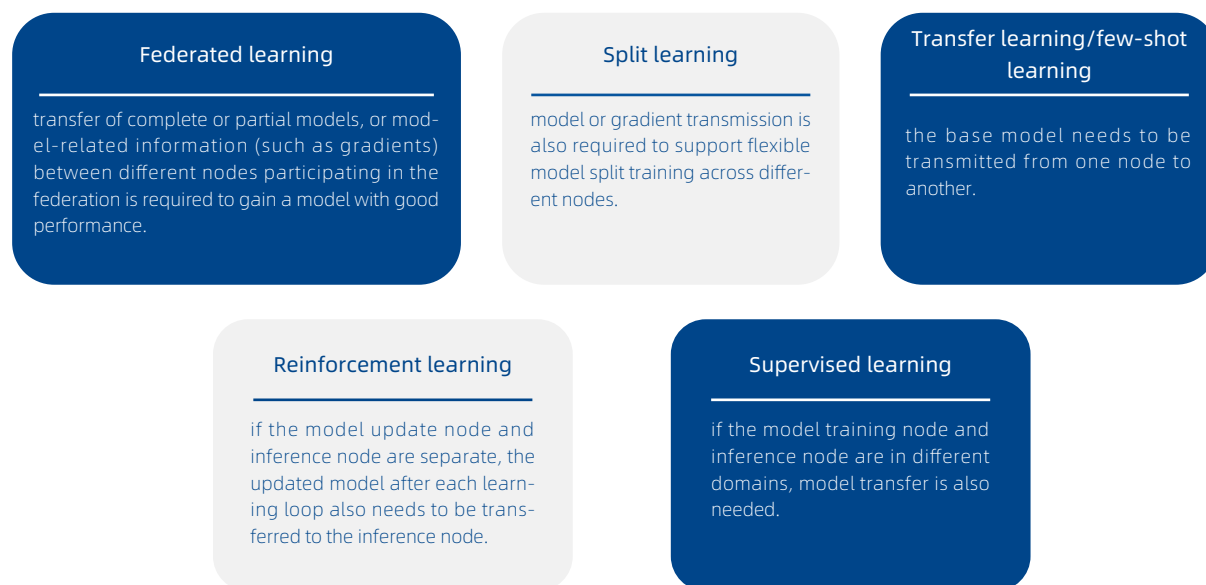 Federated learning
transfer of complete or partial models, or mod-
el-related information (such as gradients)
between different nodes participating in the
federation is required to gain a model with good
performance.
Split learning
model or gradient transmission is
also required to support flexible
model split training across differ-
ent nodes.
Transfer learning/few-shot
learning
the base model needs to be
transmitted from one node to
another.
Reinforcement learning
if the model update node and
inference node are separate, the
updated model after each learn-
ing loop also needs to be trans-
ferred to the inference node.
Supervised learning
if the model training node and
inference node are in different
domains, model transfer is also
needed.